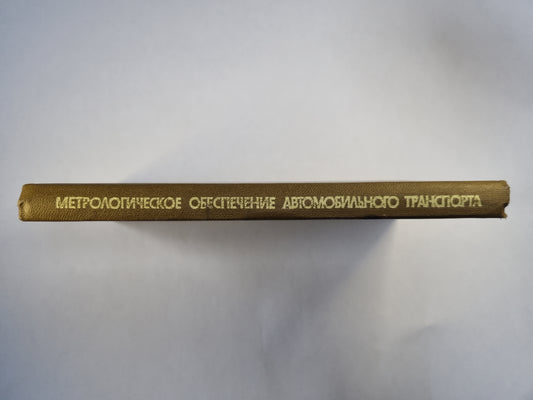 МЕТРОЛОГИЧЕСКОЕ ОБЕСПЕЧЕНИЕ АВТОМОБИЛЬНОГО ТРАНСПОРТА